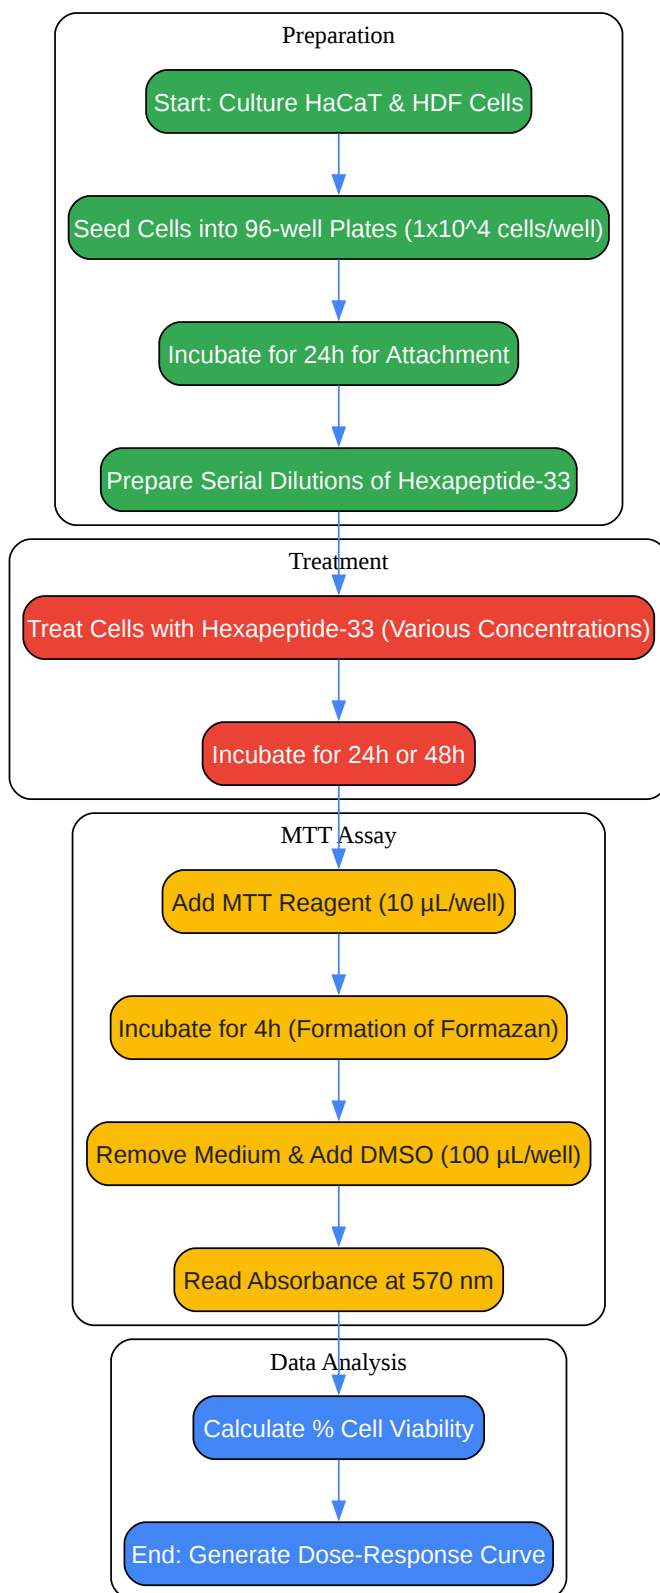 Preparation
Start: Culture HaCaT & HDF Cells
Seed Cells into 96-well Plates (1x10^4 cells/well)
Incubate for 24h for Attachment
Prepare Serial Dilutions of Hexapeptide-33
Treatment
Treat Cells with Hexapeptide-33 (Various Concentrations)
Incubate for 24h or 48h
MTT Assay
Add MTT Reagent (10 µL/well)
Incubate for 4h (Formation of Formazan)
Remove Medium & Add DMSO (100 µL/well)
Read Absorbance at 570 nm
Data Analysis
Calculate % Cell Viability
End: Generate Dose-Response Curve